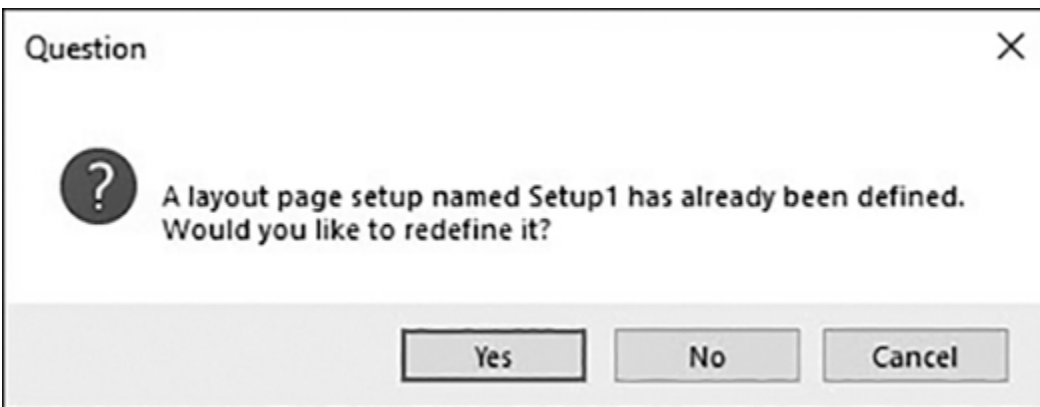 Question
A layout page setup named Setup1 has already been defined.
Would you like to redefine it?
Yes No Cancel